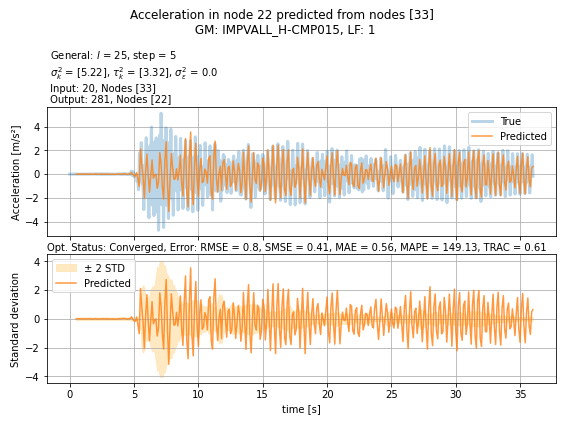 Acceleration in node 22 predicted from nodes [33]
GM: IMPVALL_H-CMP015, LF: 1
General: l = 25, step = 5
σ²ₖ = [5.22], τ²ₖ = [3.32], σ²ε = 0.0
Input: 20, Nodes [33]
Output: 281, Nodes [22]
True
Predicted
Acceleration [m/s²]
4
2
0
−2
−4
Opt. Status: Converged, Error: RMSE = 0.8, SMSE = 0.41, MAE = 0.56, MAPE = 149.13, TRAC = 0.61
± 2 STD
Predicted
Standard deviation
4
2
0
−2
−4
0 5 10 15 20 25 30 35
time [s]